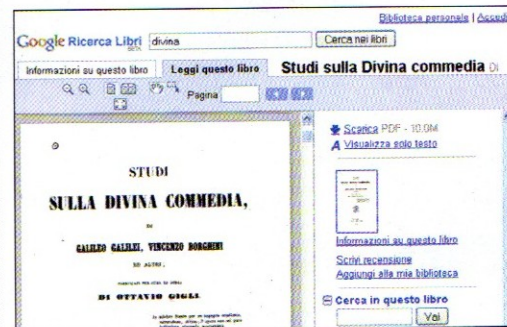 Biblioteca personale | Accedi
Google Ricerca Libri BETA divina Cerca nei libri
Informazioni su questo libro Leggi questo libro Studi sulla Divina commedia
Pagina
Scarica PDF - 10.0M
Visualizza solo testo
STUDI
SULLA DIVINA COMMEDIA,
DI
GALILEO GALILEI, VINCENZO BORGHINI
ED ALTRI;
DI OTTAVIO GIGLI
Informazioni su questo libro
Scrivi recensione
Aggiungi alla mia biblioteca
Cerca in questo libro
Vai